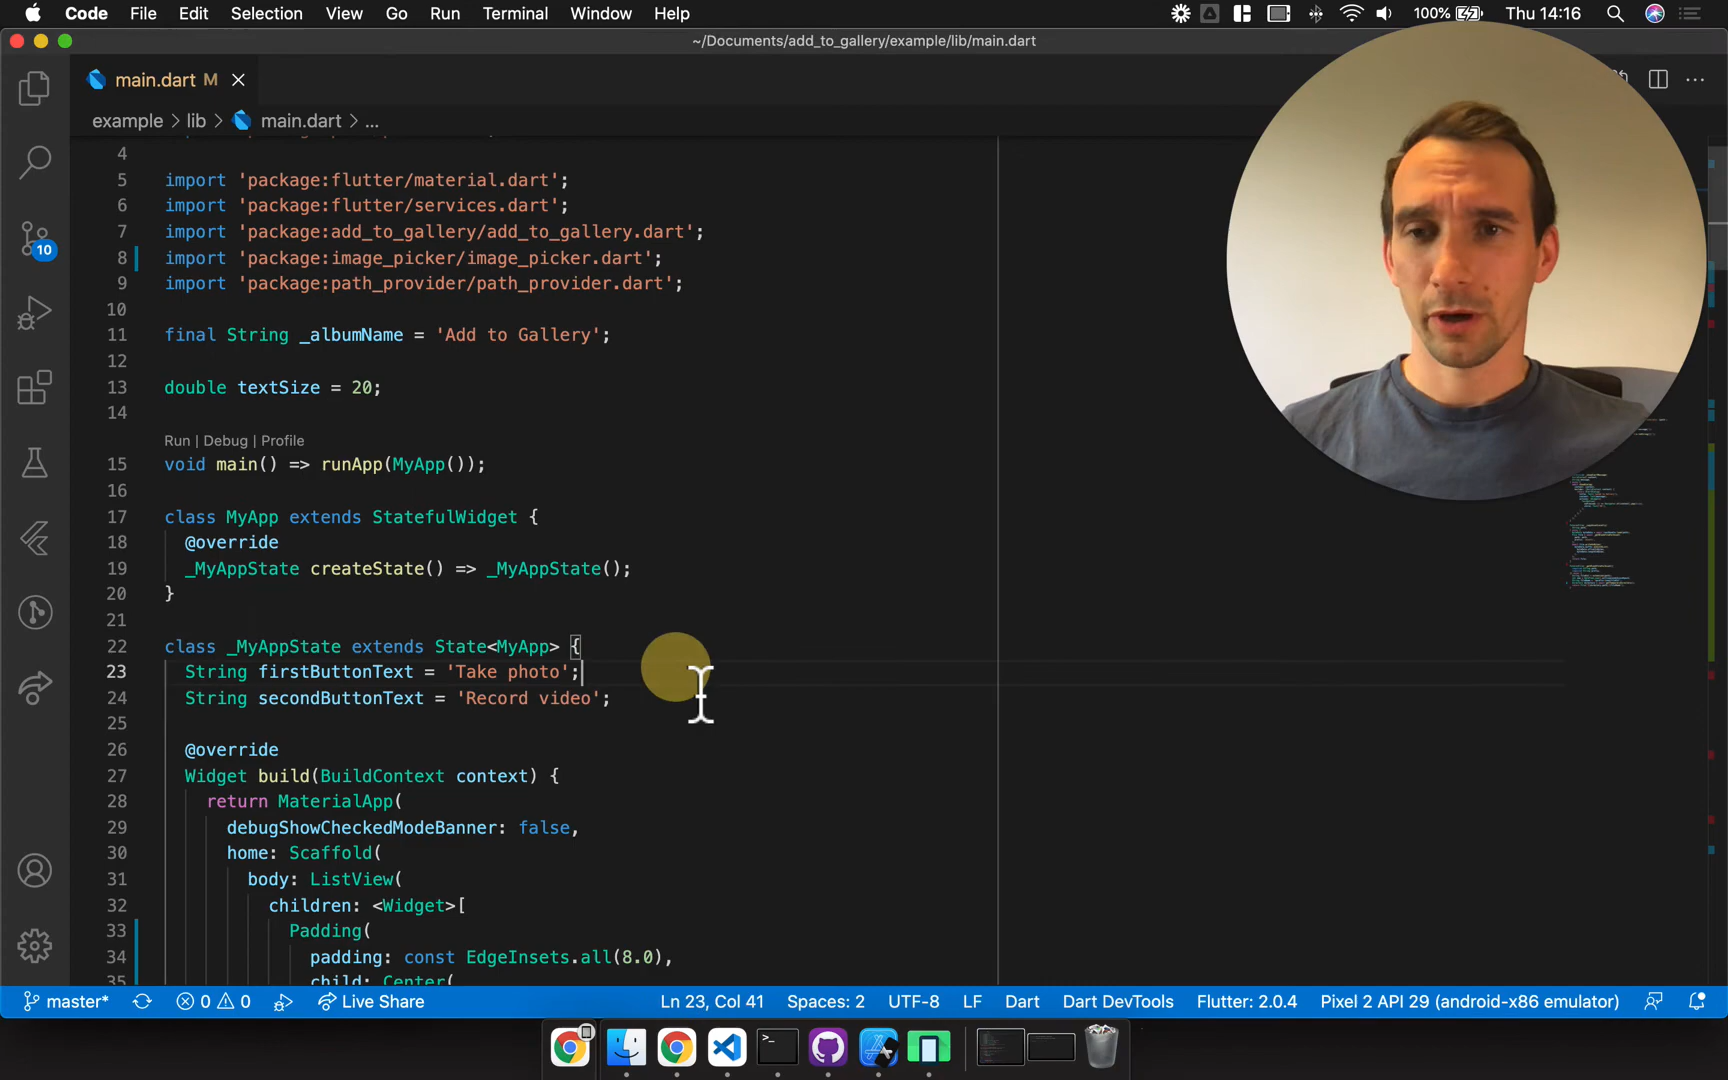 Code File Edit Selection View Go Run Terminal Window Help 100% Thu 14:16
~/Documents/add_to_gallery/example/lib/main.dart
main.dart M
example > lib > main.dart > ...
4
5 import 'package:flutter/material.dart';
6 import 'package:flutter/services.dart';
7 import 'package:add_to_gallery/add_to_gallery.dart';
8 import 'package:image_picker/image_picker.dart';
9 import 'package:path_provider/path_provider.dart';
10
11 final String _albumName = 'Add to Gallery';
12
13 double textSize = 20;
14
Run | Debug | Profile
15 void main() => runApp(MyApp());
16
17 class MyApp extends StatefulWidget {
18 @override
19 _MyAppState createState() => _MyAppState();
20 }
21
22 class _MyAppState extends State<MyApp> {
23 String firstButtonText = 'Take photo';
24 String secondButtonText = 'Record video';
25
26 @override
27 Widget build(BuildContext context) {
28 return MaterialApp(
29 debugShowCheckedModeBanner: false,
30 home: Scaffold(
31 body: ListView(
32 children: <Widget>[
33 Padding(
34 padding: const EdgeInsets.all(8.0),
35 child: Center(
10
master* 0 0 Live Share Ln 23, Col 41 Spaces: 2 UTF-8 LF Dart Dart DevTools Flutter: 2.0.4 Pixel 2 API 29 (android-x86 emulator)